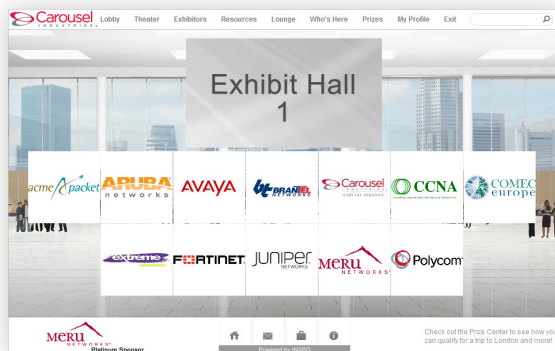 Carousel
INDUSTRIES
Lobby Theater Exhibitors Resources Lounge Who's Here Prizes My Profile Exit
Exhibit Hall
1
acme packet
ARUBA
networks
AVAYA
BRANTEL
NETWORKS
Carousel
CAPITAL FINANCE
CCNA
COMEC
europe
extreme
FORTINET
JUNIPER
NETWORKS
MERU
NETWORKS
Polycom
MERU
NETWORKS
Platinum Sponsor
Powered by INXPO
Check out the Prize Center to see how you
can qualify for a trip to London and more!